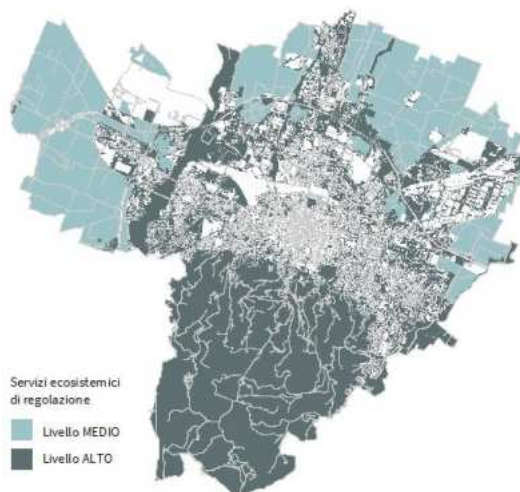 Servizi ecosistemici
di regolazione
Livello MEDIO
Livello ALTO